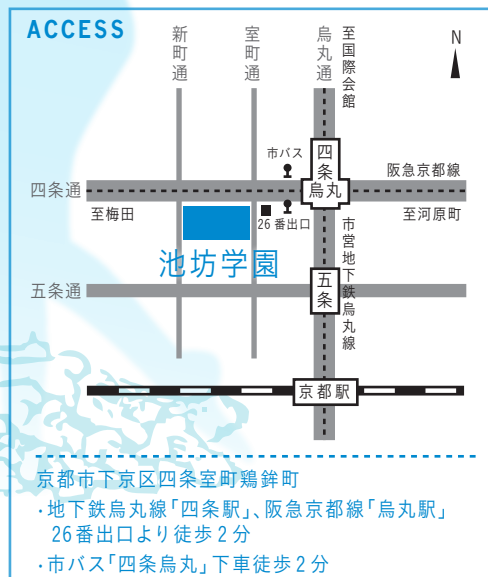 ACCESS
新町通
室町通
烏丸通
至国際会館
N
市バス
四条
烏丸
阪急京都線
四条通
至梅田
26番出口
至河原町
池坊学園
市営地下鉄烏丸線
五条通
五条
京都駅
京都市下京区四条室町鶏鉾町
・地下鉄烏丸線「四条駅」、阪急京都線「烏丸駅」
26番出口より徒歩2分
・市バス「四条烏丸」下車徒歩2分